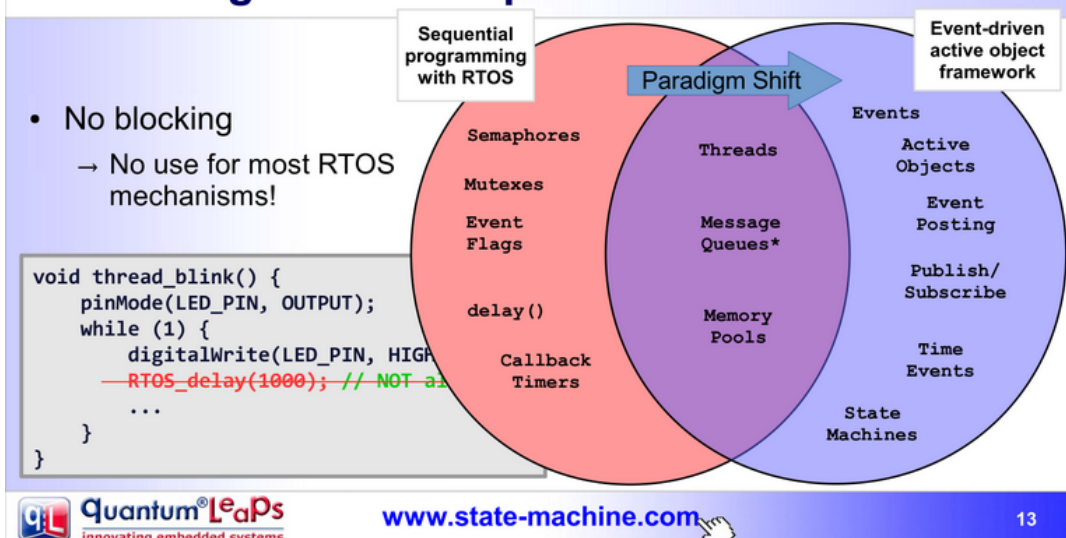 Sequential
programming
with RTOS
Event-driven
active object
framework
Paradigm Shift
• No blocking
→ No use for most RTOS
mechanisms!
Semaphores
Mutexes
Event
Flags
delay()
Callback
Timers
Threads
Message
Queues*
Memory
Pools
Events
Active
Objects
Event
Posting
Publish/
Subscribe
Time
Events
State
Machines
void thread_blink() {
pinMode(LED_PIN, OUTPUT);
while (1) {
digitalWrite(LED_PIN, HIGH
RTOS_delay(1000); // NOT al
...
}
}
QL
quantum®Leaps
innovating embedded systems
www.state-machine.com
13